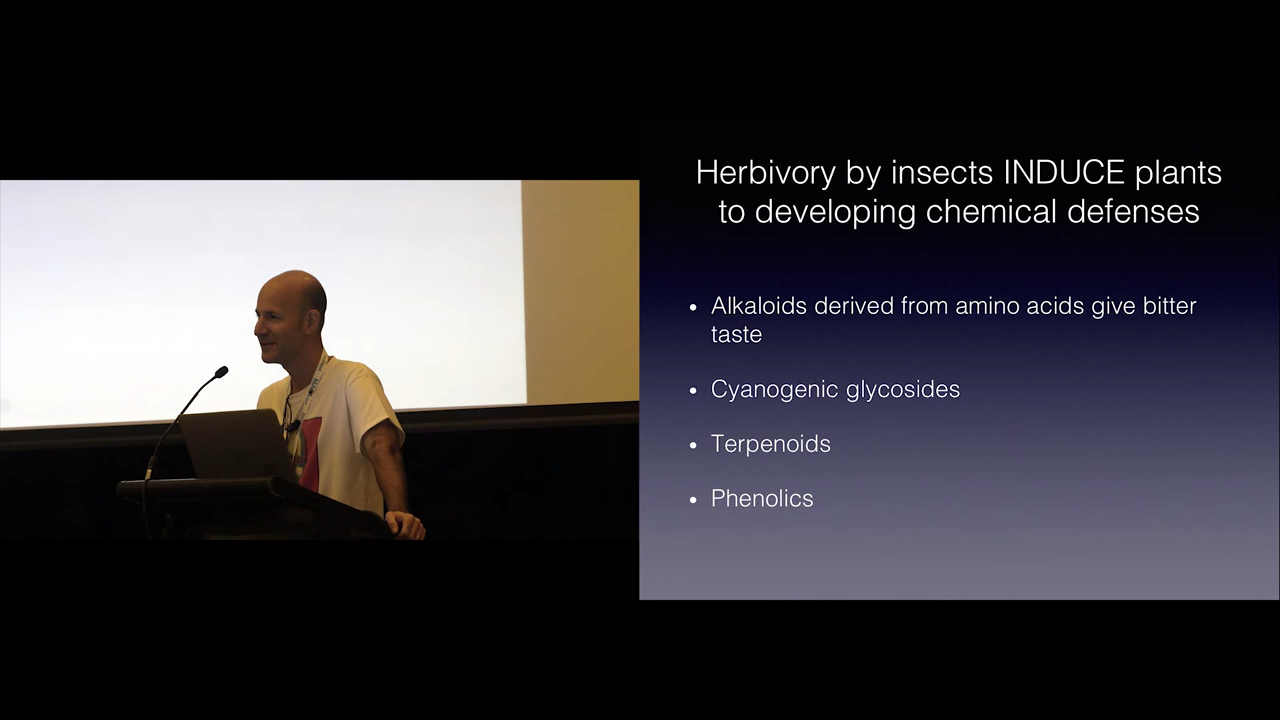 Herbivory by insects INDUCE plants
to developing chemical defenses
• Alkaloids derived from amino acids give bitter
taste
• Cyanogenic glycosides
• Terpenoids
• Phenolics